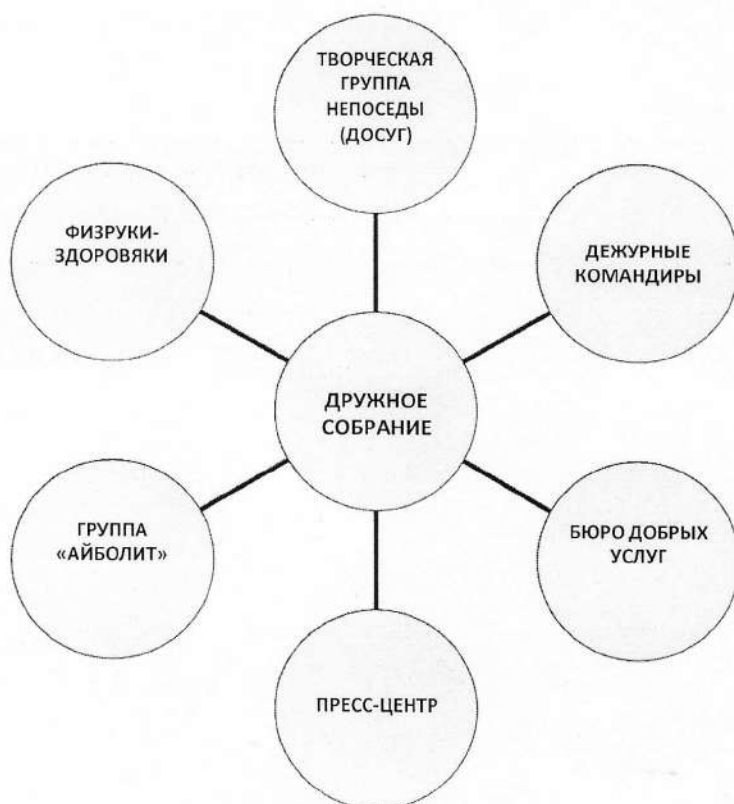 ТВОРЧЕСКАЯ
ГРУППА
НЕПОСЕДЫ
(ДОСУГ)
ФИЗРУКИ-
ЗДОРОВЯКИ
ДЕЖУРНЫЕ
КОМАНДИРЫ
ДРУЖНОЕ
СОБРАНИЕ
ГРУППА
«АЙБОЛИТ»
БЮРО ДОБРЫХ
УСЛУГ
ПРЕСС-ЦЕНТР